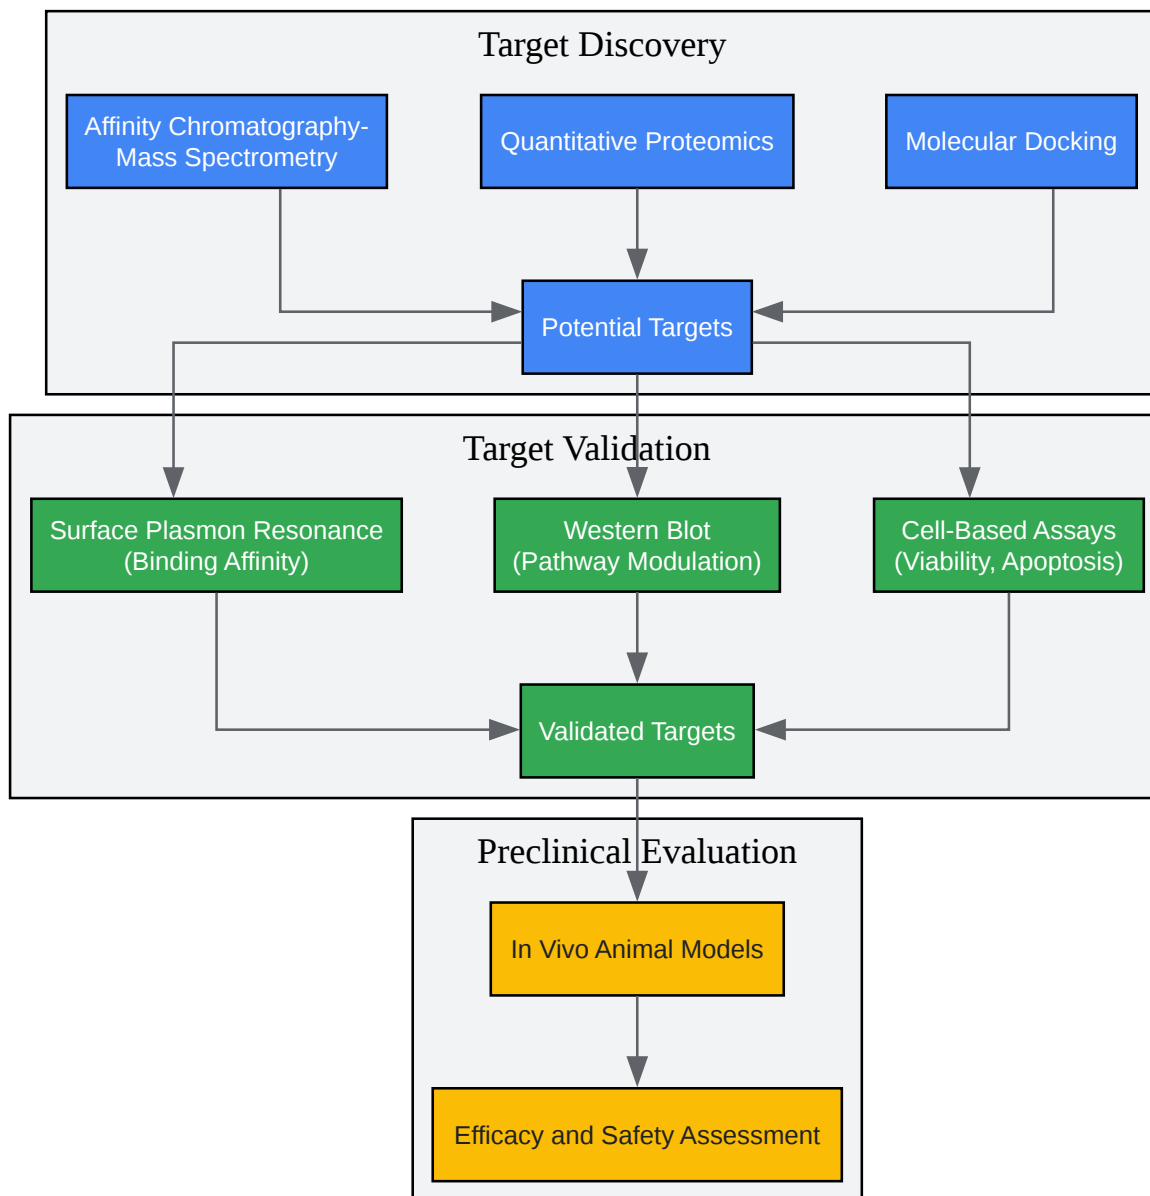 Target Discovery
Affinity Chromatography-
Mass Spectrometry
Quantitative Proteomics
Molecular Docking
Potential Targets
Target Validation
Surface Plasmon Resonance
(Binding Affinity)
Western Blot
(Pathway Modulation)
Cell-Based Assays
(Viability, Apoptosis)
Validated Targets
Preclinical Evaluation
In Vivo Animal Models
Efficacy and Safety Assessment